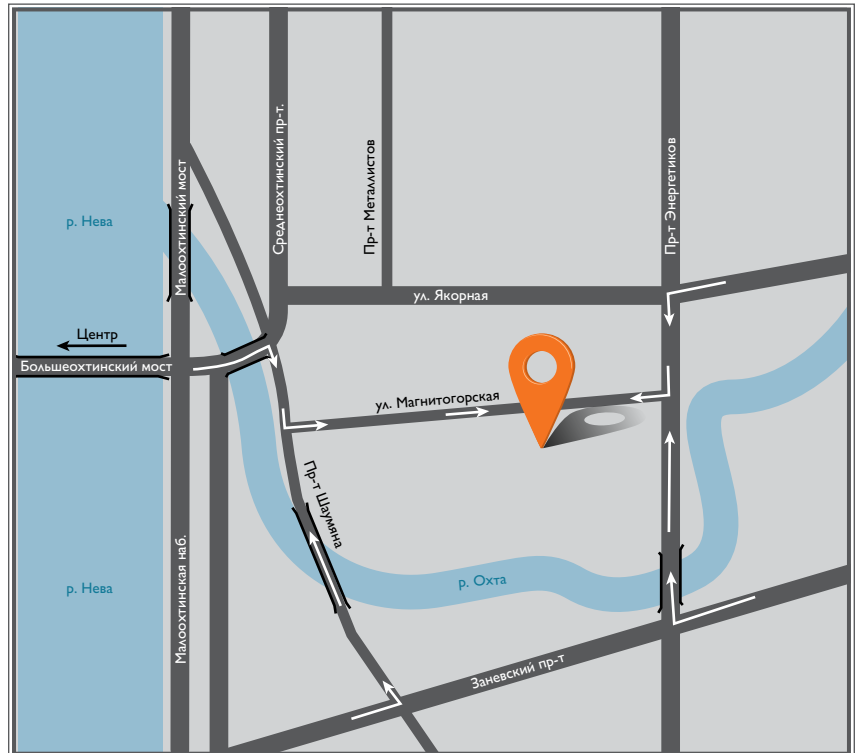 Малоохтинский мост
Среднеохтинский пр-т.
Пр-т Металлистов
Пр-т Энергетиков
р. Нева
ул. Якорная
Центр
Большеохтинский мост
ул. Магнитогорская
Пр-т Шаумяна
Малоохтинская наб.
р. Нева
р. Охта
Заневский пр-т